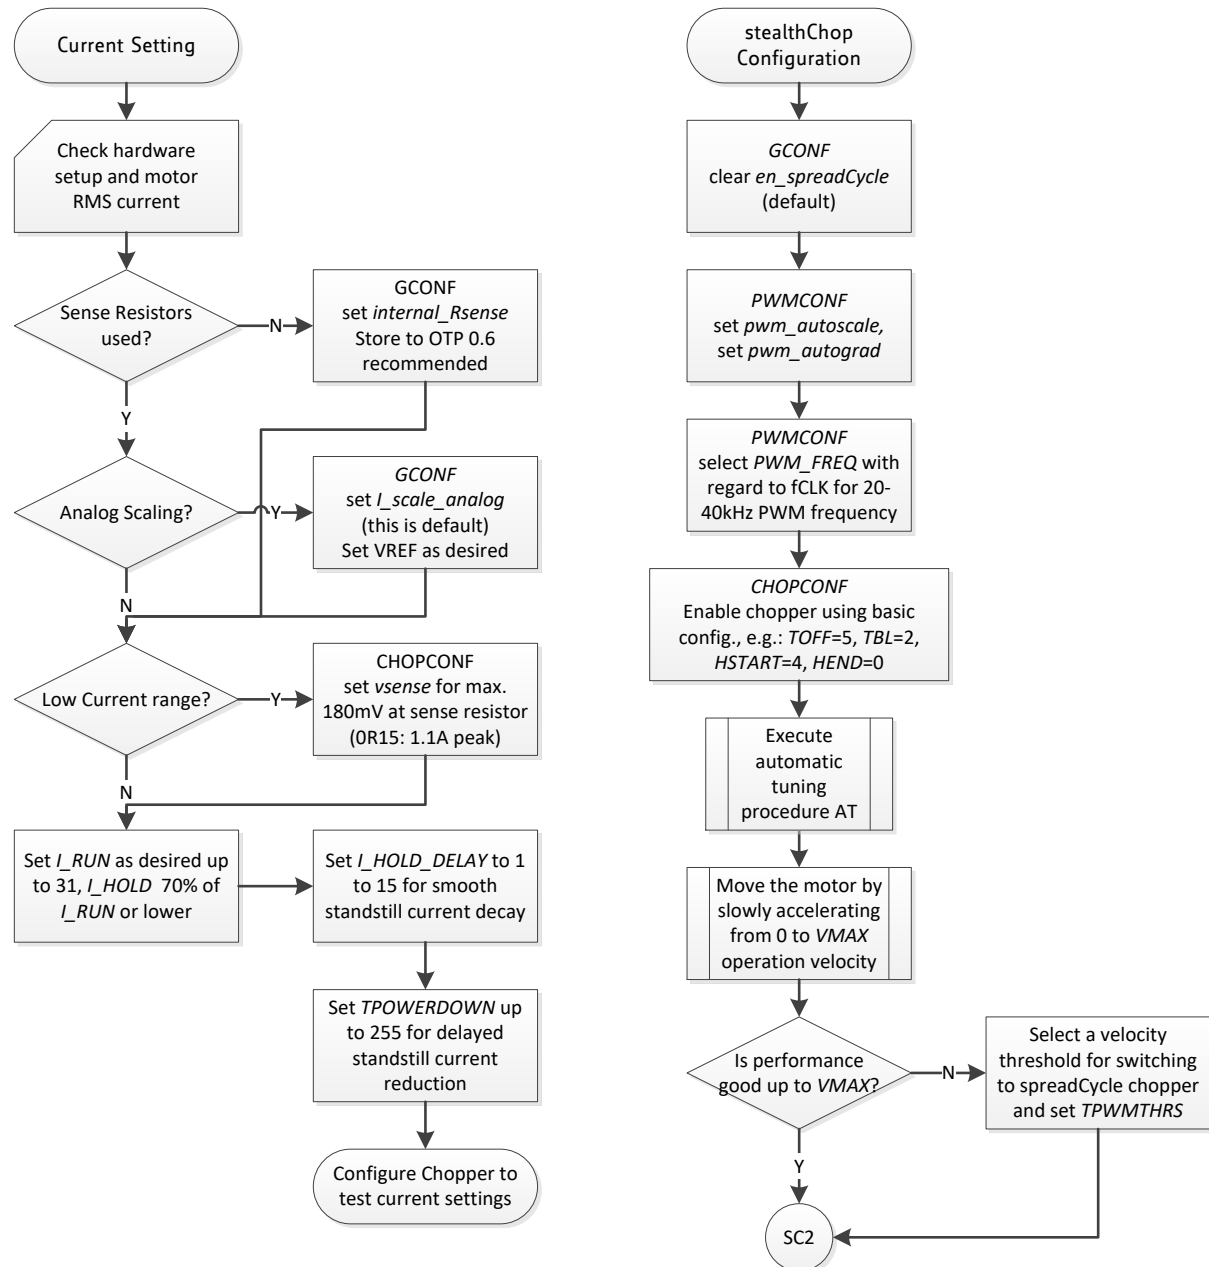 Current Setting
Check hardware
setup and motor
RMS current
Sense Resistors
used?
N
GCONF
set internal_Rsense
Store to OTP 0.6
recommended
Y
Analog Scaling?
Y
GCONF
set I_scale_analog
(this is default)
Set VREF as desired
N
Low Current range?
Y
CHOPCONF
set vsense for max.
180mV at sense resistor
(0R15: 1.1A peak)
N
Set I_RUN as desired up
to 31, I_HOLD 70% of
I_RUN or lower
Set I_HOLD_DELAY to 1
to 15 for smooth
standstill current decay
Set TPOWERDOWN up
to 255 for delayed
standstill current
reduction
Configure Chopper to
test current settings
stealthChop
Configuration
GCONF
clear en_spreadCycle
(default)
PWMCONF
set pwm_autoscale,
set pwm_autograd
PWMCONF
select PWM_FREQ with
regard to fCLK for 20-
40kHz PWM frequency
CHOPCONF
Enable chopper using basic
config., e.g.: TOFF=5, TBL=2,
HSTART=4, HEND=0
Execute
automatic
tuning
procedure AT
Move the motor by
slowly accelerating
from 0 to VMAX
operation velocity
Is performance
good up to VMAX?
N
Select a velocity
threshold for switching
to spreadCycle chopper
and set TPWMTHRS
Y
SC2